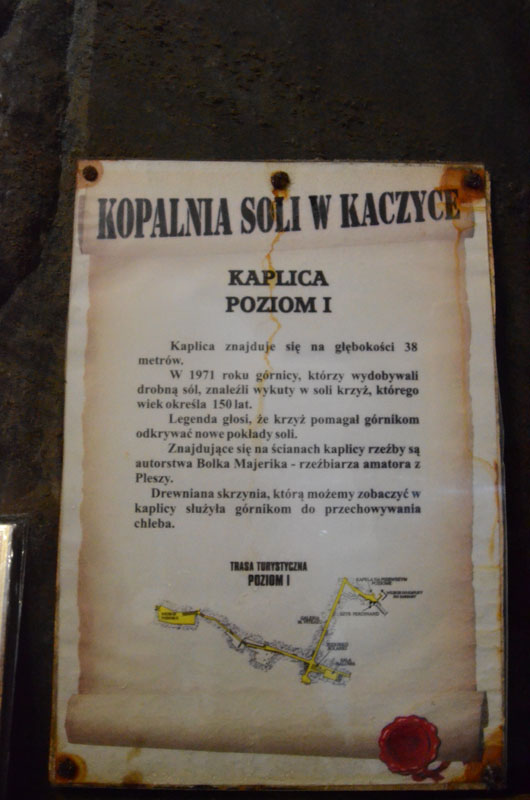 KOPALNIA SOLI W KACZYCE
KAPLICA
POZIOM I
Kaplica znajduje się na głębokości 38
metrów.
W 1971 roku górnicy, którzy wydobywali
drobną sól, znaleźli wykuty w soli krzyż, którego
wiek określa 150 lat.
Legenda głosi, że krzyż pomagał górnikom
odkrywać nowe pokłady soli.
Znajdujące się na ścianach kaplicy rzeźby są
autorstwa Bolka Majerika - rzeźbiarza amatora z
Pleszy.
Drewniana skrzynia, którą możemy zobaczyć w
kaplicy służyła górnikom do przechowywania
chleba.
TRASA TURYSTYCZNA
POZIOM I